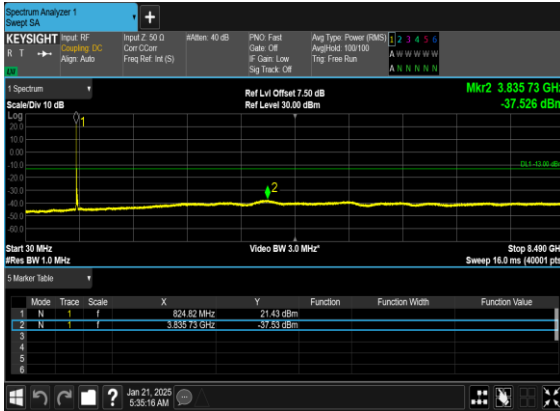 Spectrum Analyzer 1
Swept SA
+
KEYSIGHT Input: RF Input Z: 50 Ω #Atten: 40 dB PNO: Fast Avg Type: Power (RMS) 1 2 3 4 5 6
R T Coupling: DC Corr CCorr Gate: Off Avg|Hold: 100/100 A W W W W W
Align: Auto Freq Ref: Int (S) IF Gain: Low Trig: Free Run
Sig Track: Off A N N N N N
1 Spectrum Ref Lvl Offset 7.50 dB Mkr2 3.835 73 GHz
Scale/Div 10 dB Ref Level 30.00 dBm -37.526 dBm
Log
20.0
10.0
0.00
-10.0
-20.0
-30.0
-40.0
-50.0
-60.0
1
DL1 -13.00 dBm
2
Start 30 MHz Video BW 3.0 MHz* Stop 8.490 GHz
#Res BW 1.0 MHz Sweep 16.0 ms (40001 pts)
5 Marker Table
Mode Trace Scale X Y Function Function Width Function Value
1 N 1 f 824.82 MHz 21.43 dBm
2 N 1 f 3.835 73 GHz -37.53 dBm
3
4
5
6
? Jan 21, 2025
5:35:16 AM